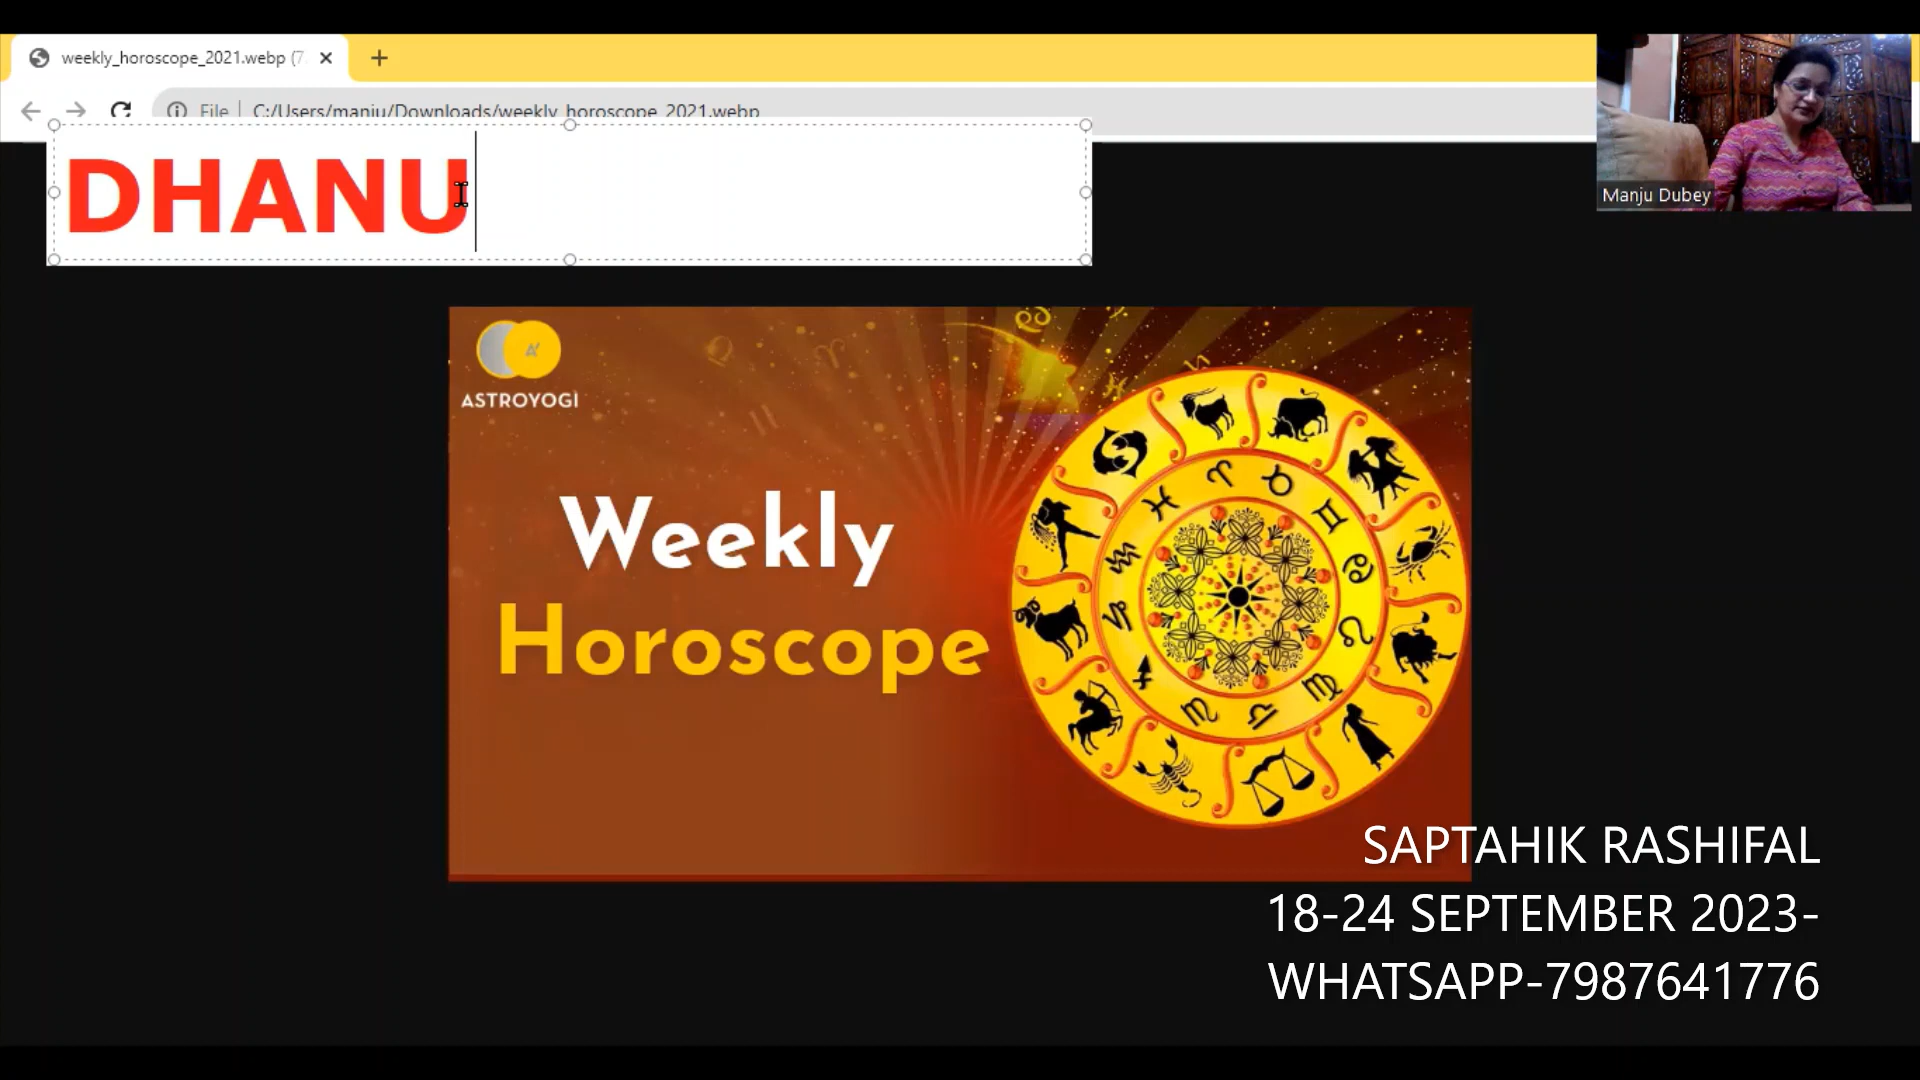 weekly_horoscope_2021.webp (7
File
C:/Users/manju/Downloads/weekly_horoscope_2021.webp
DHANU
Manju Dubey
ASTROYOGI
Weekly
Horoscope
SAPTAHIK RASHIFAL
18-24 SEPTEMBER 2023-
WHATSAPP-7987641776